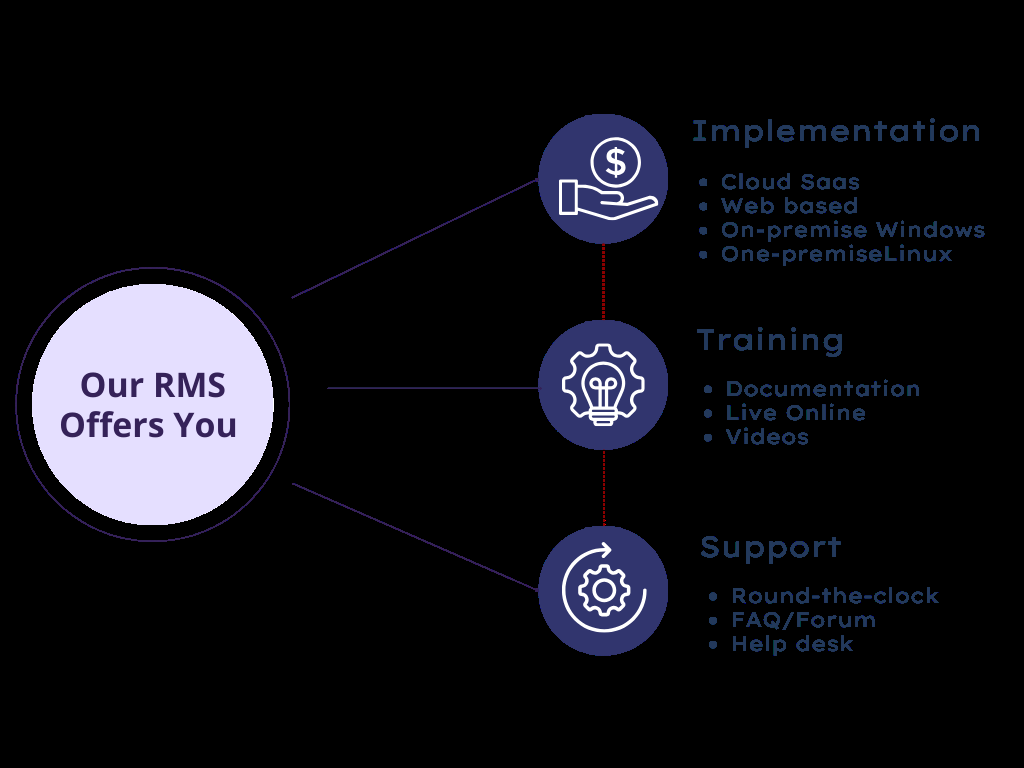 Our RMS
Offers You
Implementation
Cloud Saas
Web based
On-premise Windows
One-premiseLinux
Training
Documentation
Live Online
Videos
Support
Round-the-clock
FAQ/Forum
Help desk
$